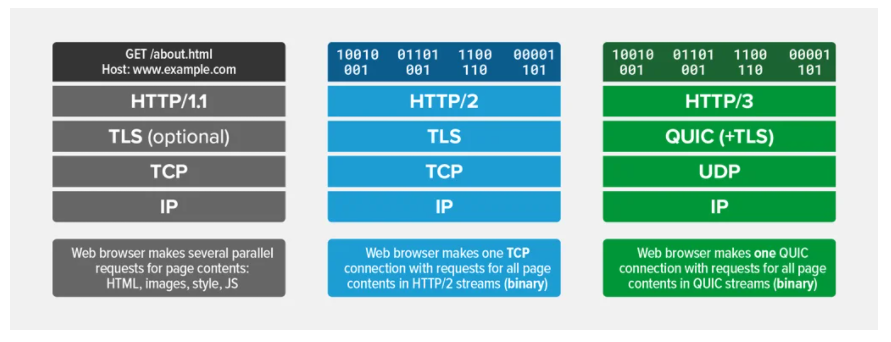 GET /about.html
Host: www.example.com
HTTP/1.1
TLS (optional)
TCP
IP
Web browser makes several parallel
requests for page contents:
HTML, images, style, JS
10010 01101 1100 00001
001 001 110 101
HTTP/2
TLS
TCP
IP
Web browser makes one TCP
connection with requests for all page
contents in HTTP/2 streams (binary)
10010 01101 1100 00001
001 001 110 101
HTTP/3
QUIC (+TLS)
UDP
IP
Web browser makes one QUIC
connection with requests for all page
contents in QUIC streams (binary)